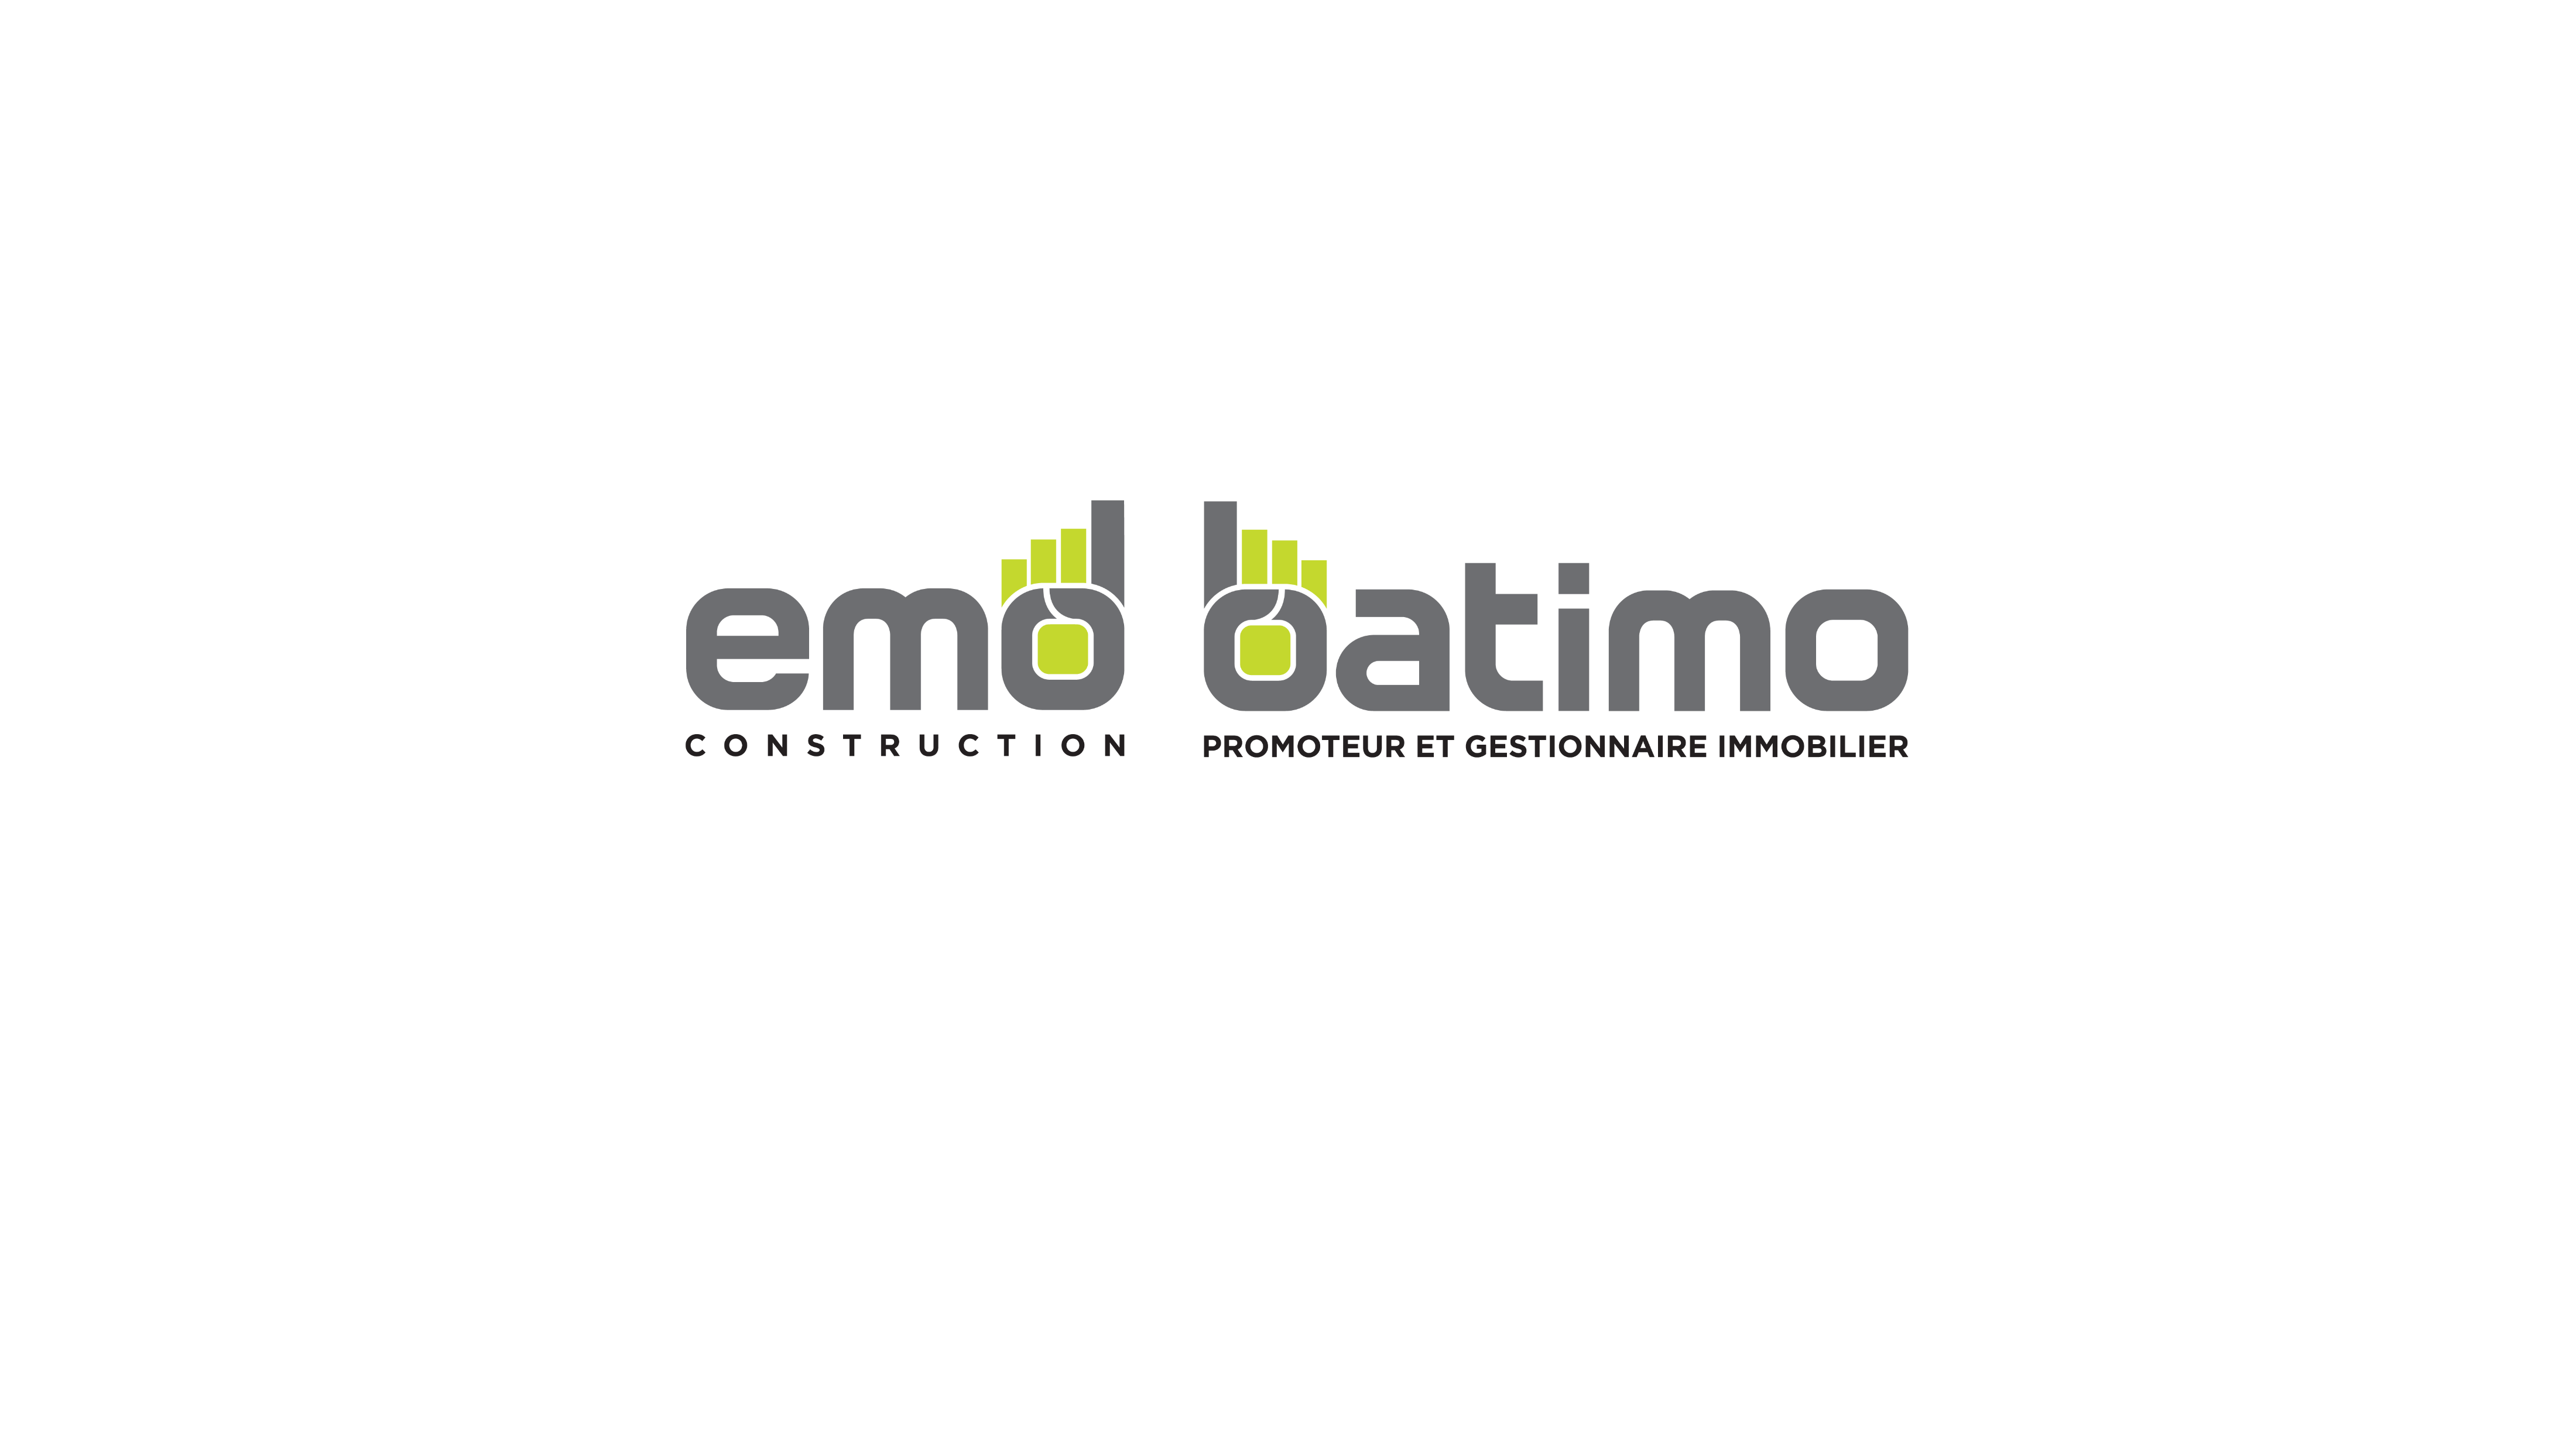 emd
CONSTRUCTION
batimo
PROMOTEUR ET GESTIONNAIRE IMMOBILIER